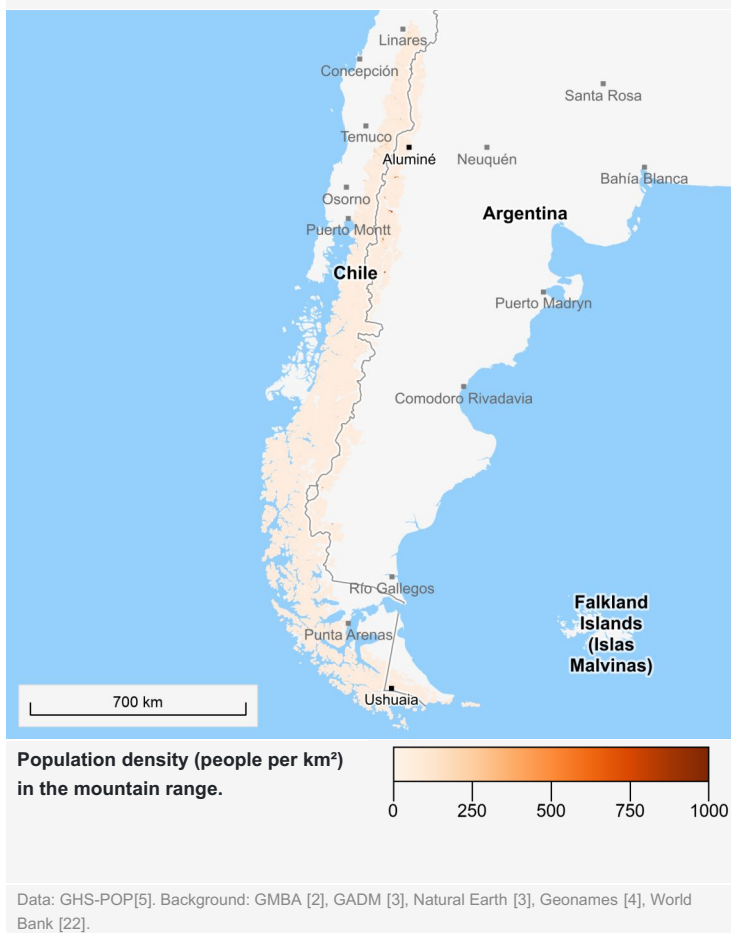 Linares
Concepción
Santa Rosa
Temuco
Aluminé
Neuquén
Bahía Blanca
Osorno
Argentina
Puerto Montt
Chile
Puerto Madryn
Comodoro Rivadavia
Río Gallegos
Falkland
Islands
(Islas
Malvinas)
Punta Arenas
Ushuaia
700 km
Population density (people per km²)
in the mountain range.
0 250 500 750 1000
Data: GHS-POP[5]. Background: GMBA [2], GADM [3], Natural Earth [3], Geonames [4], World
Bank [22].